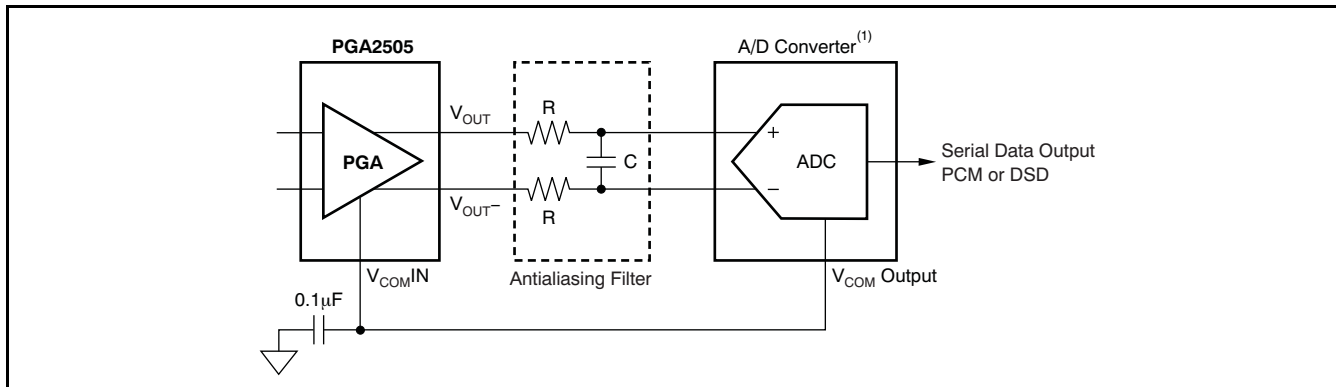 PGA2505
A/D Converter(1)
VOUT
R
PGA
C
+
−
ADC
Serial Data Output
PCM or DSD
VOUT−
R
VCOMIN
Antialiasing Filter
VCOM Output
0.1μF